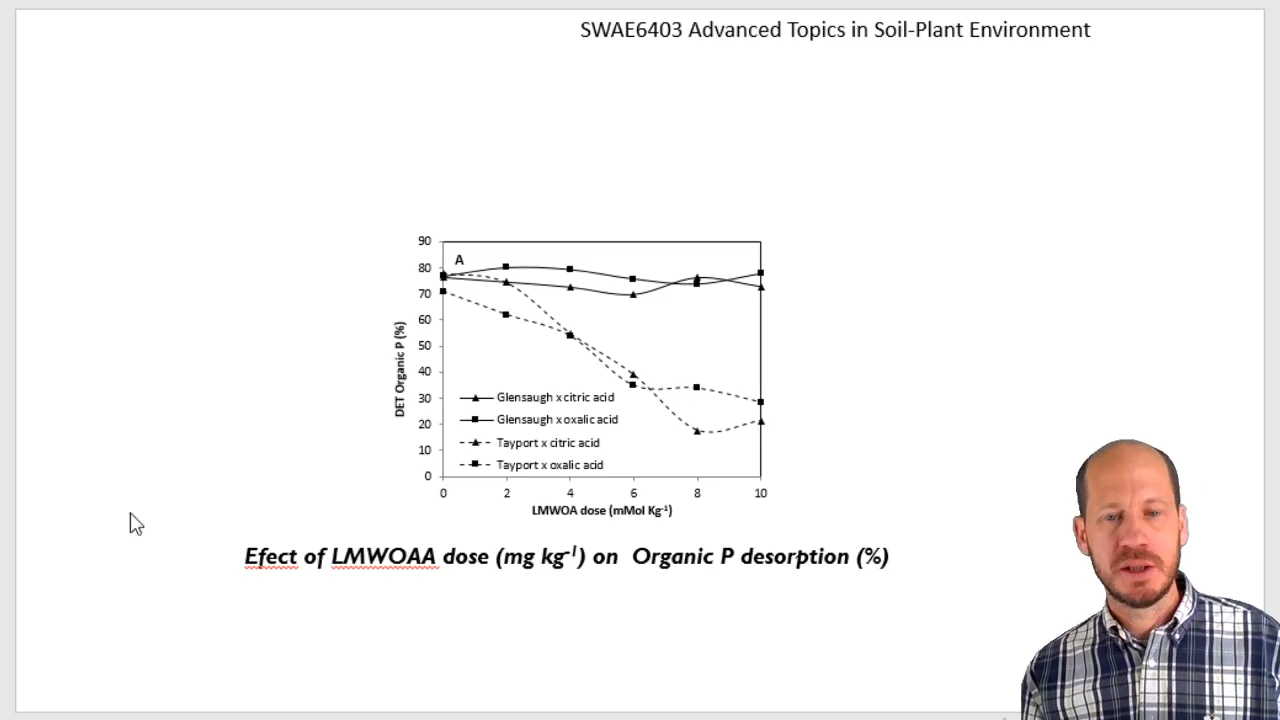 SWAE6403 Advanced Topics in Soil-Plant Environment
A
90
80
70
60
50
40
30
20
10
0
DET Organic P (%)
Glensaugh x citric acid
Glensaugh x oxalic acid
Tayport x citric acid
Tayport x oxalic acid
0 2 4 6 8 10
LMWOA dose (mMol Kg⁻¹)
Efect of LMWOAA dose (mg kg⁻¹) on Organic P desorption (%)